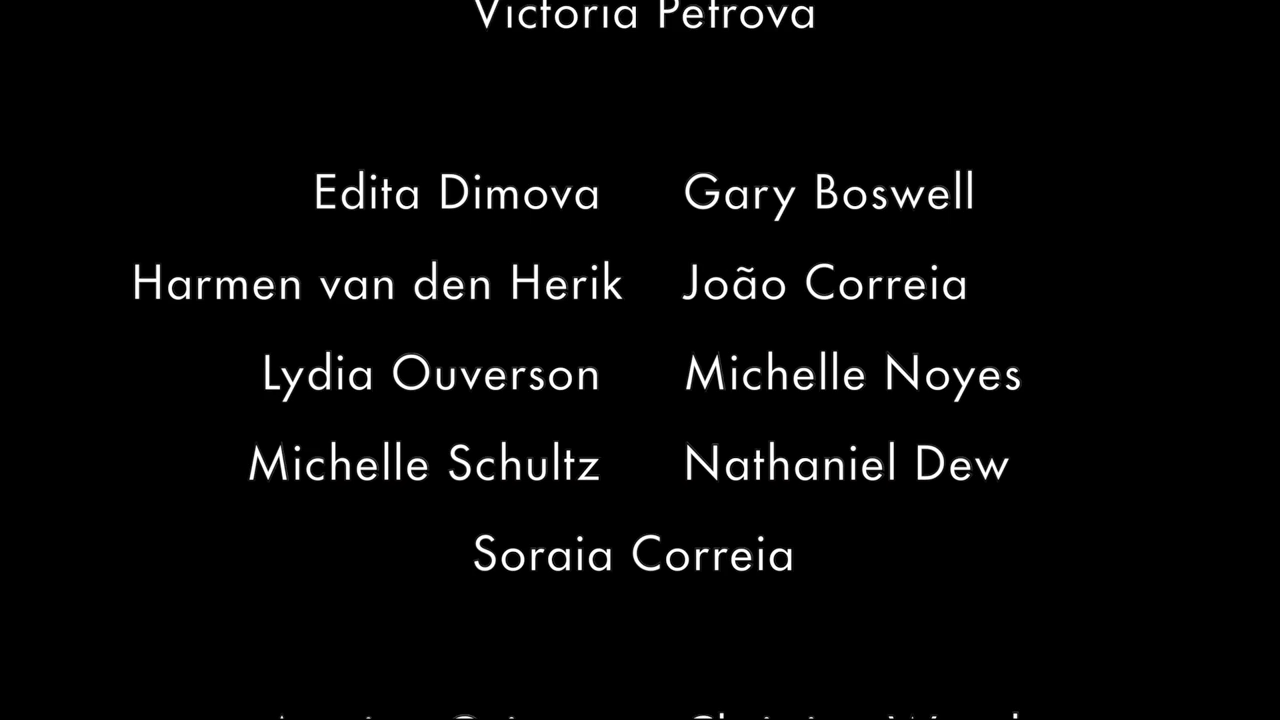 Victoria Petrova
Edita Dimova Gary Boswell
Harmen van den Herik João Correia
Lydia Ouverson Michelle Noyes
Michelle Schultz Nathaniel Dew
Soraia Correia